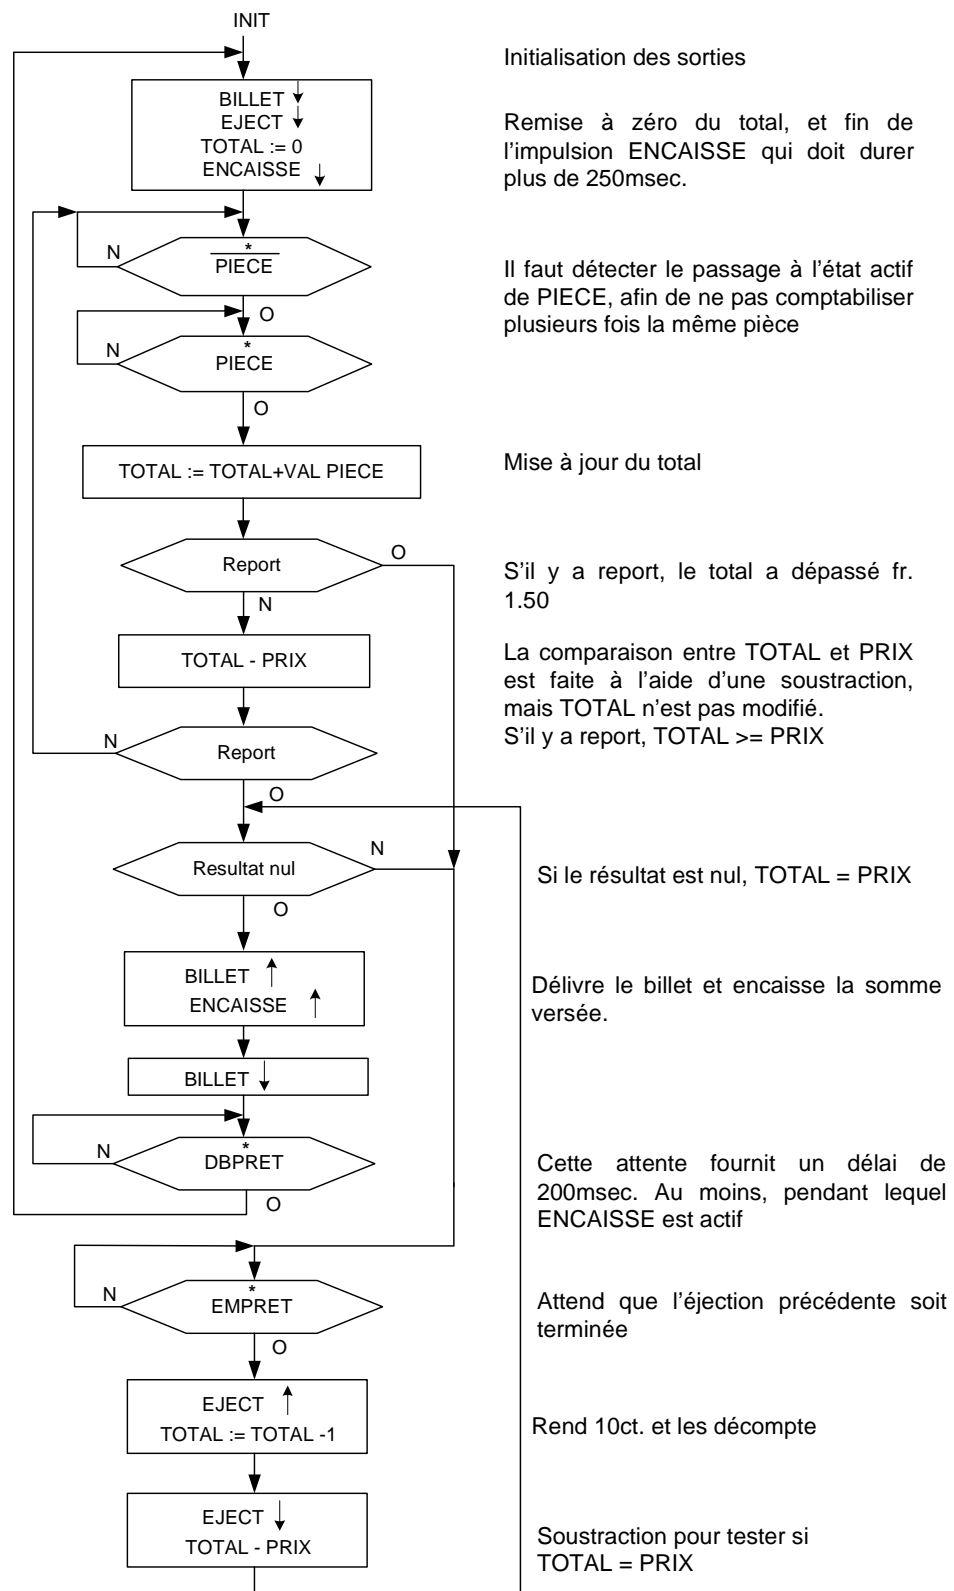 INIT
Initialisation des sorties
BILLET ↓
EJECT ↓
TOTAL := 0
ENCAISSE ↓
Remise à zéro du total, et fin de
l'impulsion ENCAISSE qui doit durer
plus de 250msec.
N
*
PIECE
O
Il faut détecter le passage à l'état actif
de PIECE, afin de ne pas comptabiliser
plusieurs fois la même pièce
N
*
PIECE
O
TOTAL := TOTAL+VAL PIECE
Mise à jour du total
Report
O
N
S'il y a report, le total a dépassé fr.
1.50
TOTAL - PRIX
La comparaison entre TOTAL et PRIX
est faite à l'aide d'une soustraction,
mais TOTAL n'est pas modifié.
S'il y a report, TOTAL >= PRIX
N
Report
O
Resultat nul
N
O
Si le résultat est nul, TOTAL = PRIX
BILLET ↑
ENCAISSE ↑
Délivre le billet et encaisse la somme
versée.
BILLET ↓
N
*
DBPRET
O
Cette attente fournit un délai de
200msec. Au moins, pendant lequel
ENCAISSE est actif
N
*
EMPRET
O
Attend que l'éjection précédente soit
terminée
EJECT ↑
TOTAL := TOTAL -1
Rend 10ct. et les décompte
EJECT ↓
TOTAL - PRIX
Soustraction pour tester si
TOTAL = PRIX